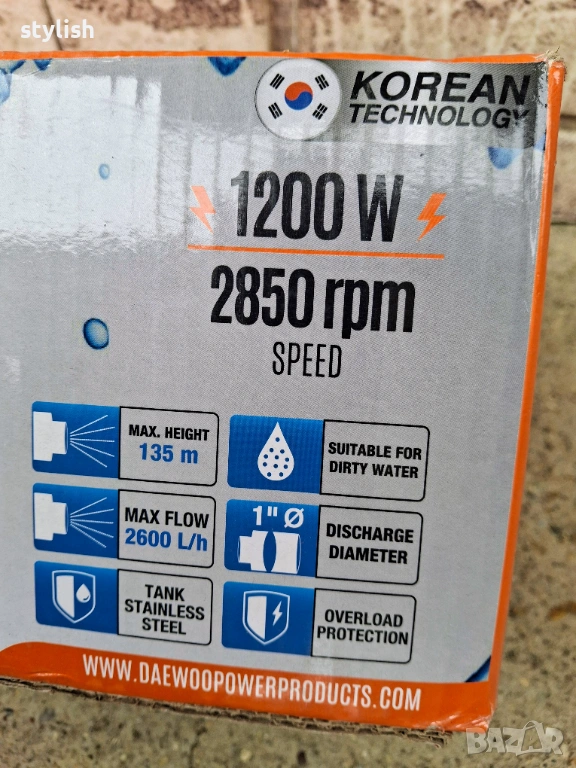 stylish
KOREAN
TECHNOLOGY
1200 W
2850 rpm
SPEED
MAX. HEIGHT
135 m
SUITABLE FOR
DIRTY WATER
MAX FLOW
2600 L/h
1" Ø
DISCHARGE
DIAMETER
TANK
STAINLESS
STEEL
OVERLOAD
PROTECTION
WWW.DAEWOOPOWERPRODUCTS.COM
BAZAR